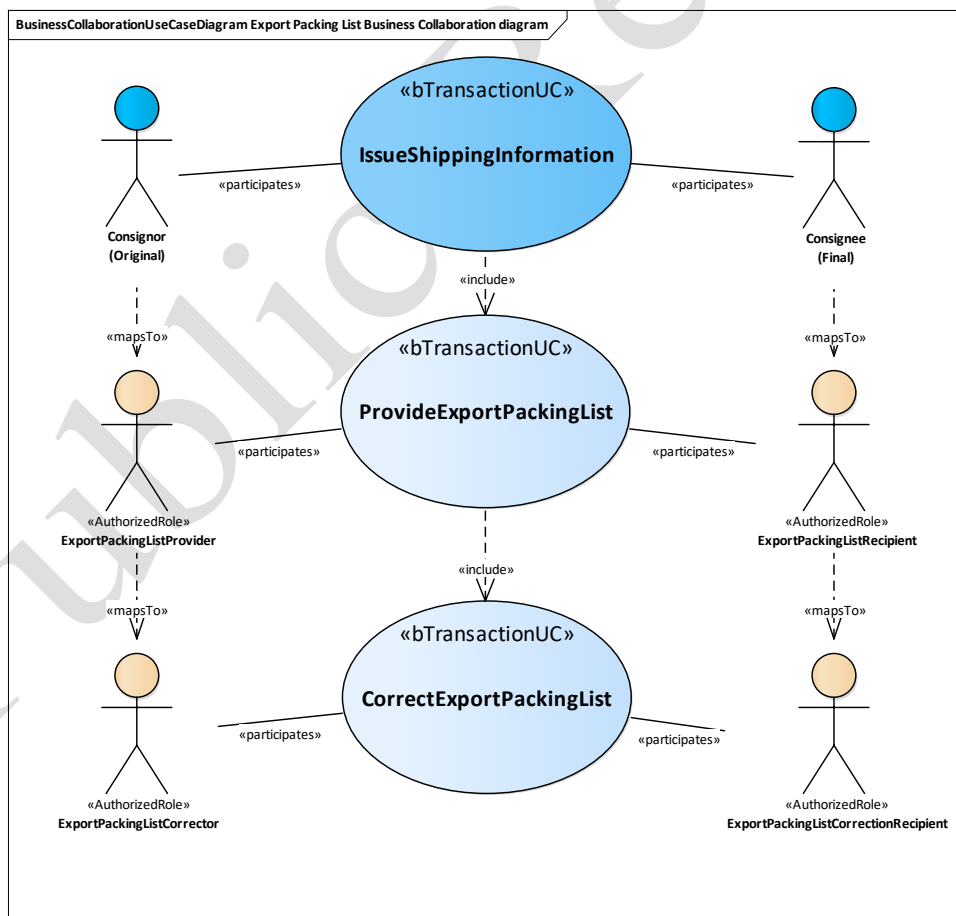 BusinessCollaborationUseCaseDiagram Export Packing List Business Collaboration diagram
«bTransactionUC»
IssueShippingInformation
«participates»
«participates»
Consignor
(Original)
Consignee
(Final)
«include»
«mapsTo»
«mapsTo»
«bTransactionUC»
ProvideExportPackingList
«participates»
«participates»
«AuthorizedRole»
ExportPackingListProvider
«AuthorizedRole»
ExportPackingListRecipient
«include»
«mapsTo»
«mapsTo»
«bTransactionUC»
CorrectExportPackingList
«participates»
«participates»
«AuthorizedRole»
ExportPackingListCorrector
«AuthorizedRole»
ExportPackingListCorrectionRecipient